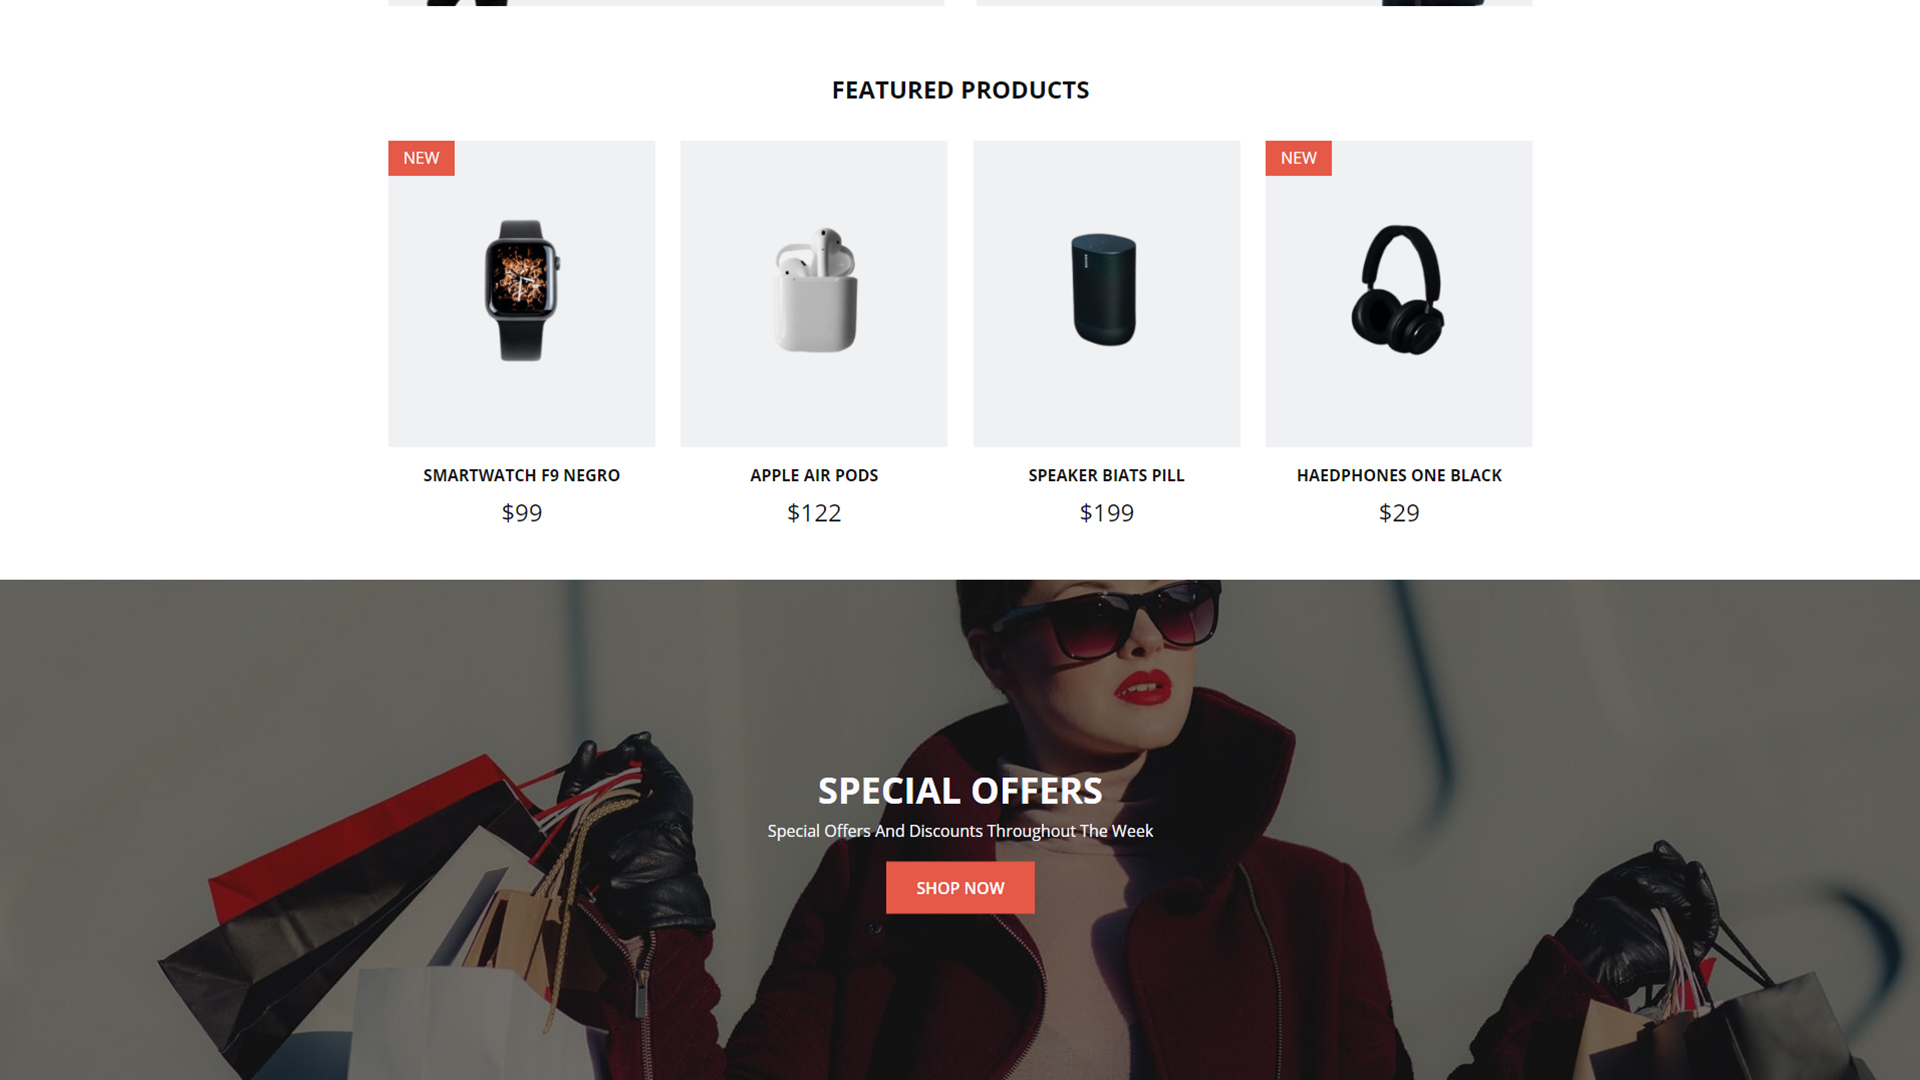 FEATURED PRODUCTS
NEW
NEW
SMARTWATCH F9 NEGRO
APPLE AIR PODS
SPEAKER BIATS PILL
HAEDPHONES ONE BLACK
$99
$122
$199
$29
SPECIAL OFFERS
Special Offers And Discounts Throughout The Week
SHOP NOW